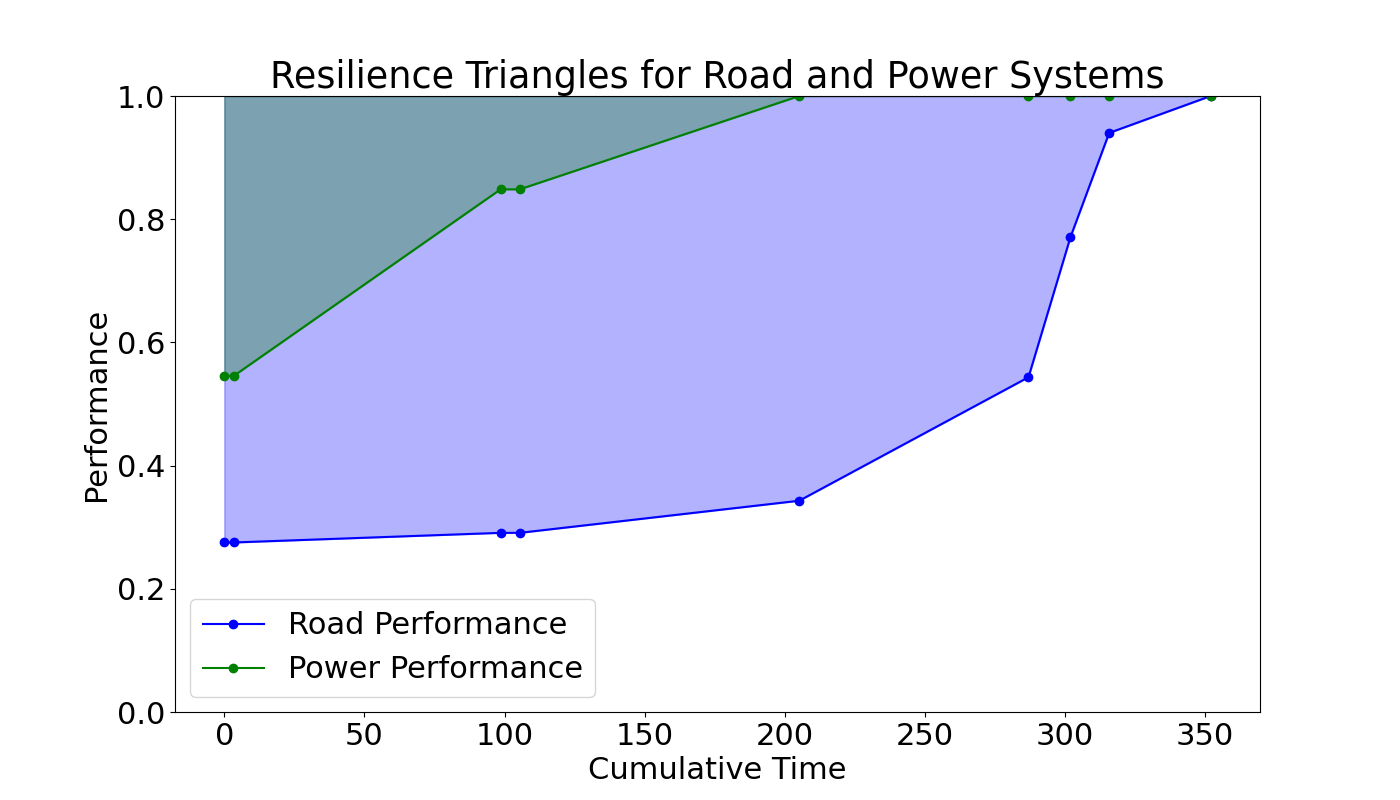 Resilience Triangles for Road and Power Systems
1.0
0.8
0.6
0.4
0.2
0.0
Performance
Road Performance
Power Performance
0 50 100 150 200 250 300 350
Cumulative Time